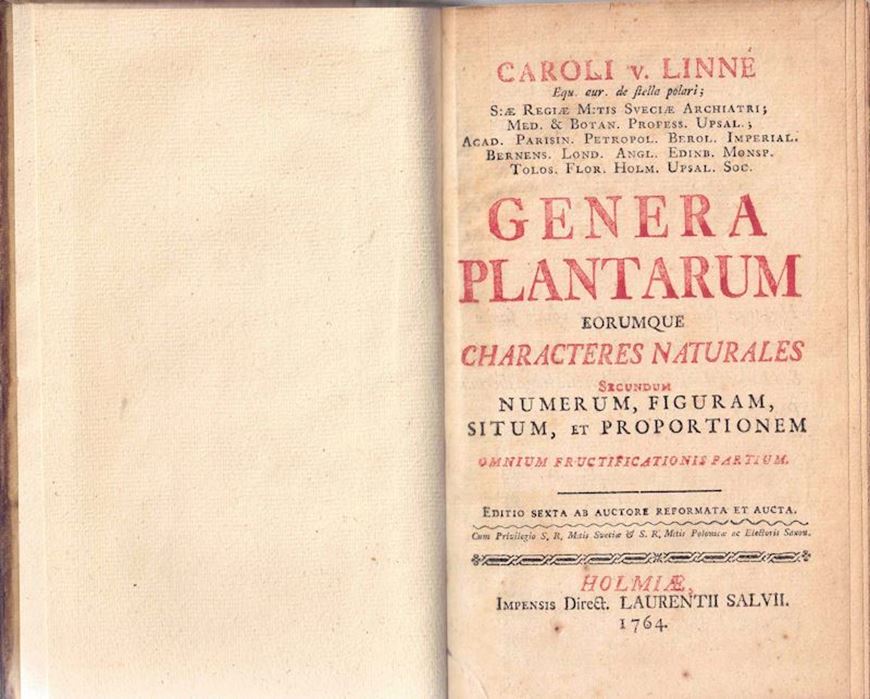 CAROLI v. LINNÉ
Equ. aur. de ſtella polari;
S:Æ REGIÆ M:TIS SVECIÆ ARCHIATRI;
MED. & BOTAN. PROFESS. UPSAL.;
ACAD. PARISIN. PETROPOL. BEROL. IMPERIAL.
BERNENS. LOND. ANGL. EDINB. MONSP.
TOLOS. FLOR. HOLM. UPSAL. SOC.
GENERA
PLANTARUM
EORUMQUE
CHARACTERES NATURALES
SECUNDUM
NUMERUM, FIGURAM,
SITUM, ET PROPORTIONEM
OMNIUM FRUCTIFICATIONIS PARTIUM.
EDITIO SEXTA AB AUCTORE REFORMATA ET AUCTA.
Cum Privilegio S. R. Mtis Svetiæ & S. R. Mtis Polonicæ ac Electoris Saxon.
HOLMIÆ,
IMPENSIS Direct. LAURENTII SALVII.
1764.